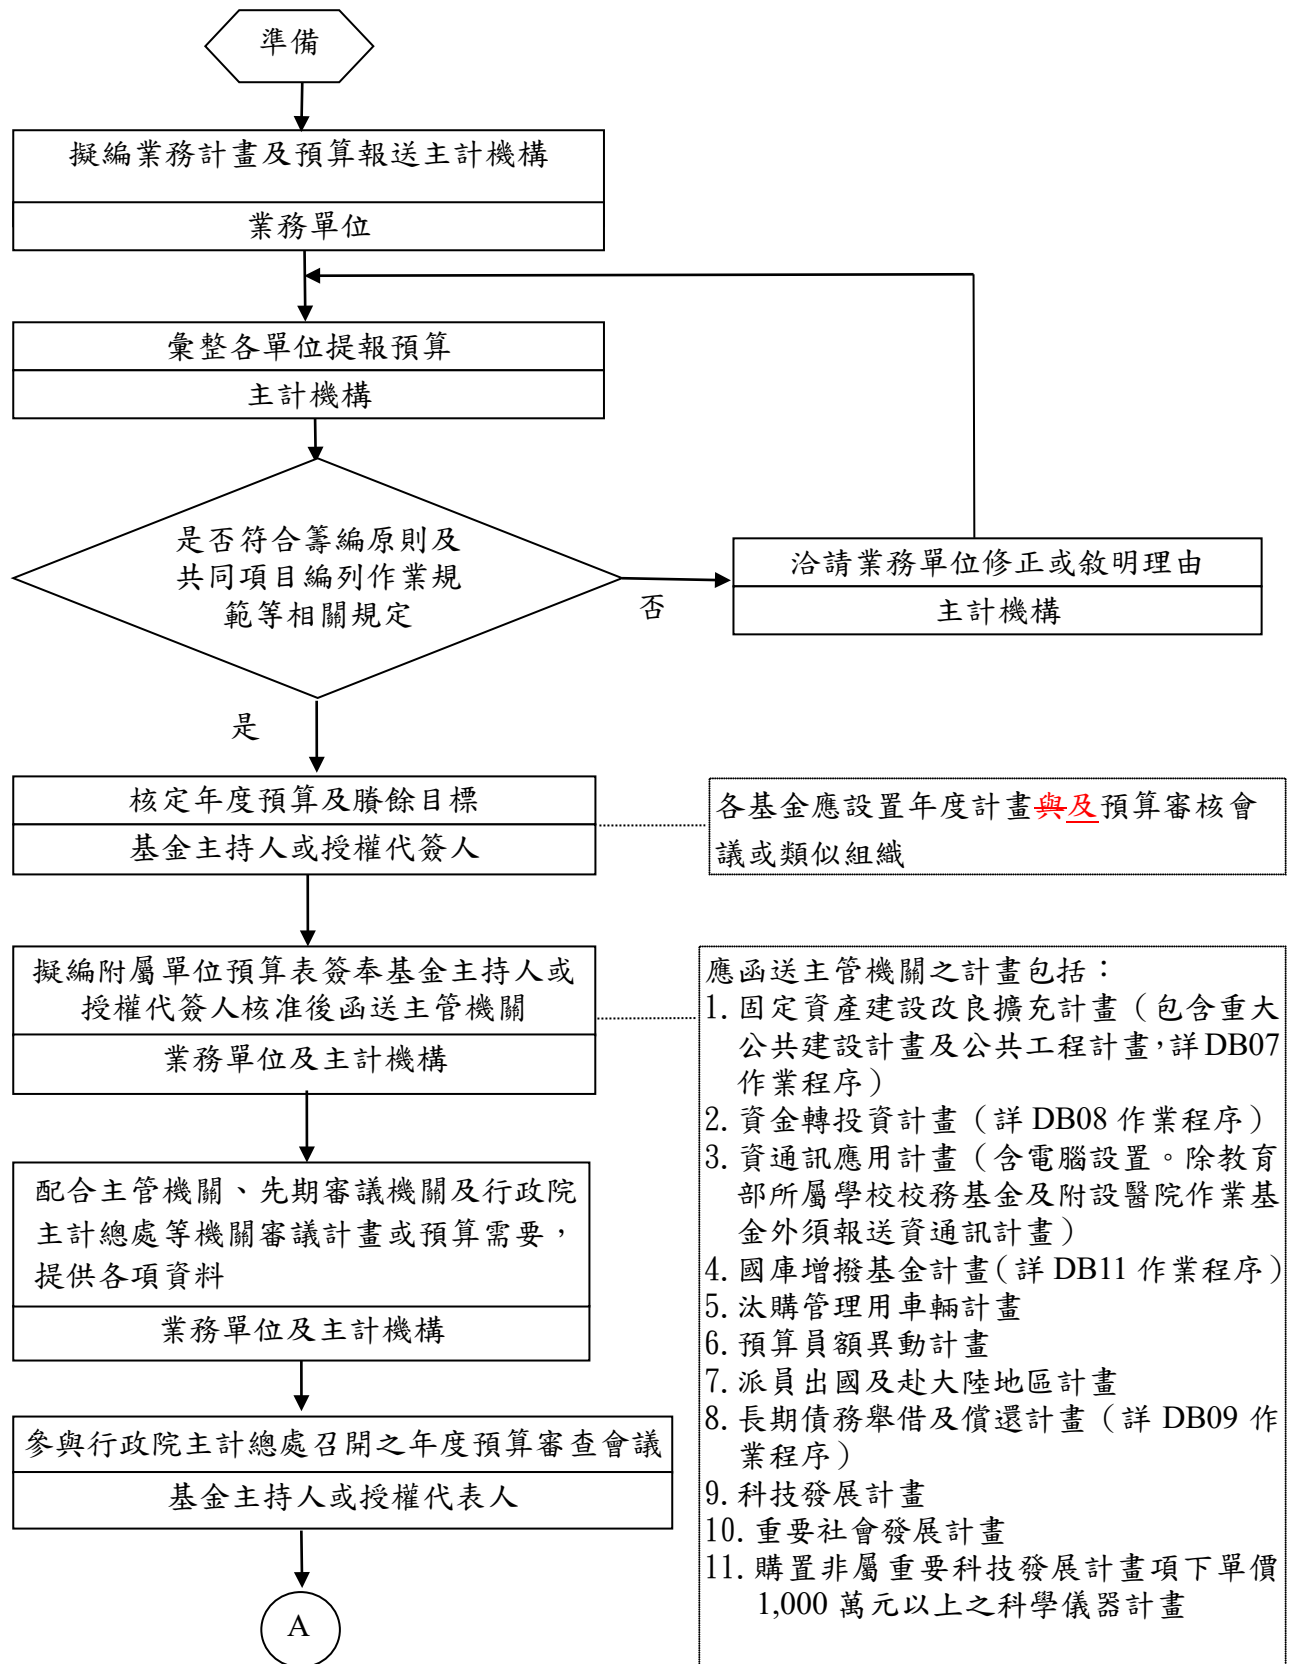 準備
擬編業務計畫及預算報送主計機構
業務單位
彙整各單位提報預算
主計機構
是否符合籌編原則及
共同項目編列作業規
範等相關規定
否
洽請業務單位修正或敘明理由
主計機構
是
核定年度預算及賸餘目標
基金主持人或授權代簽人
各基金應設置年度計畫與及預算審核會
議或類似組織
擬編附屬單位預算表簽奉基金主持人或
授權代簽人核准後函送主管機關
業務單位及主計機構
應函送主管機關之計畫包括：
1.固定資產建設改良擴充計畫（包含重大
公共建設計畫及公共工程計畫，詳DB07
作業程序）
2.資金轉投資計畫（詳 DB08 作業程序）
3.資通訊應用計畫（含電腦設置。除教育
部所屬學校校務基金及附設醫院作業基
金外須報送資通訊計畫）
4.國庫增撥基金計畫（詳 DB11 作業程序）
5.汰購管理用車輛計畫
6.預算員額異動計畫
7.派員出國及赴大陸地區計畫
8.長期債務舉借及償還計畫（詳 DB09 作
業程序）
9.科技發展計畫
10.重要社會發展計畫
11.購置非屬重要科技發展計畫項下單價
1,000 萬元以上之科學儀器計畫
配合主管機關、先期審議機關及行政院
主計總處等機關審議計畫或預算需要，
提供各項資料
業務單位及主計機構
參與行政院主計總處召開之年度預算審查會議
基金主持人或授權代表人
A